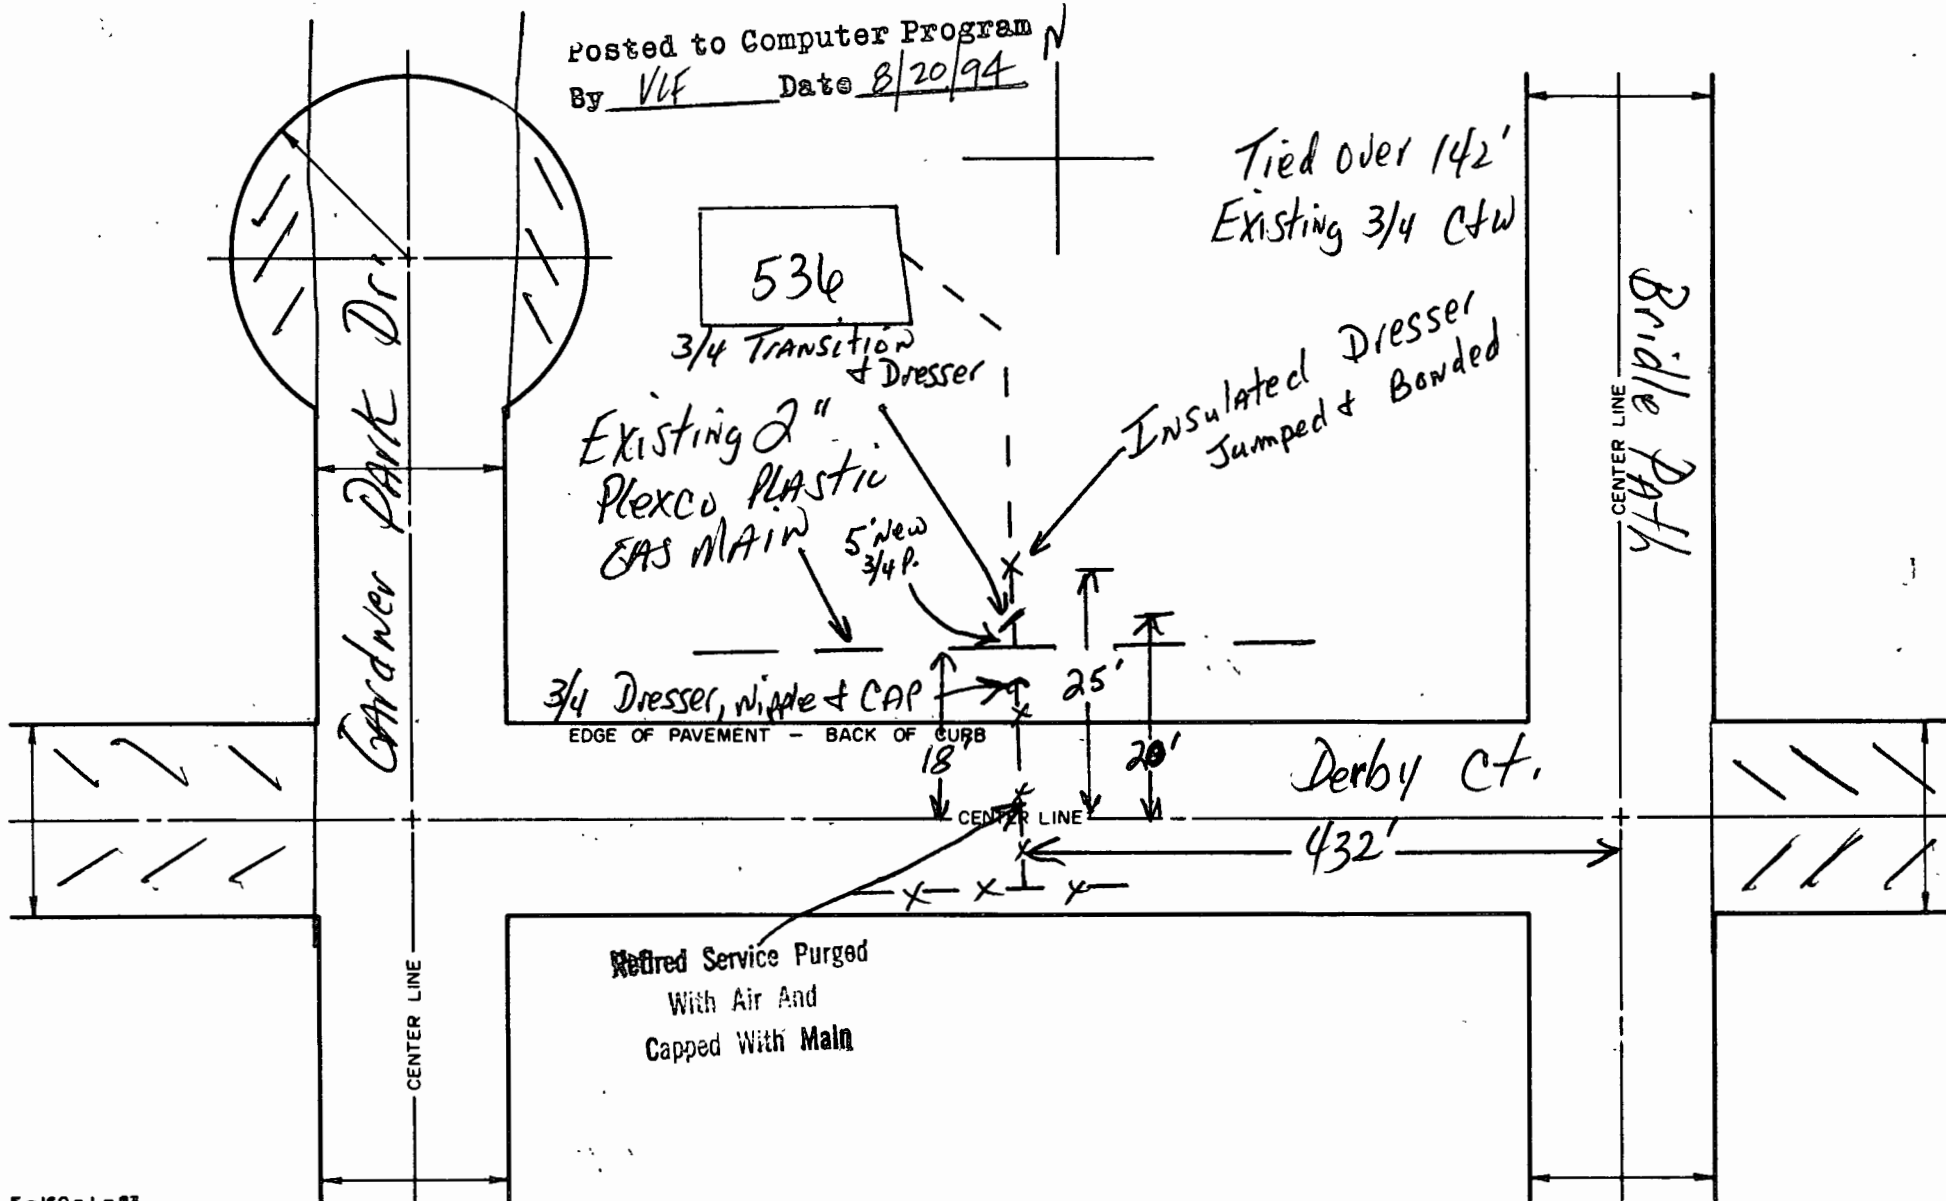 Posted to Computer Program
By VLF Date 8/20/94
N
Tied over 142'
Existing 3/4 C+W
536
3/4 Transition
& Dresser
Insulated Dresser
Jumped & Bonded
Existing 2"
Plexco Plastic
GAS MAIN
5' New
3/4 P.
Gardner Park Dr.
Bridle Path
CENTER LINE
3/4 Dresser, Nipple & CAP
25'
EDGE OF PAVEMENT - BACK OF CURB
18'
20'
Derby Ct.
CENTER LINE
432'
Retired Service Purged
With Air And
Capped With Main
CENTER LINE